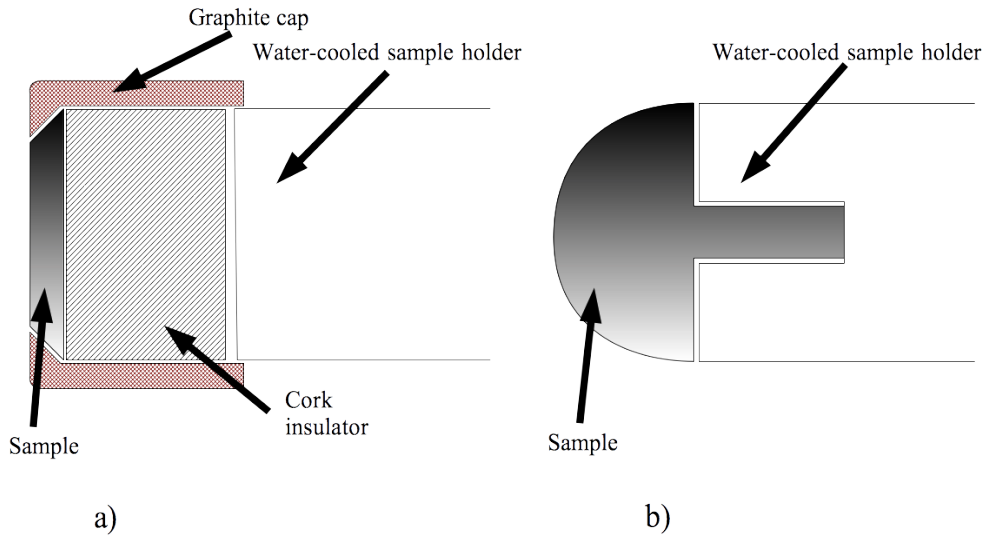 Graphite cap
Water-cooled sample holder
Water-cooled sample holder
Cork
insulator
Sample
Sample
a)
b)